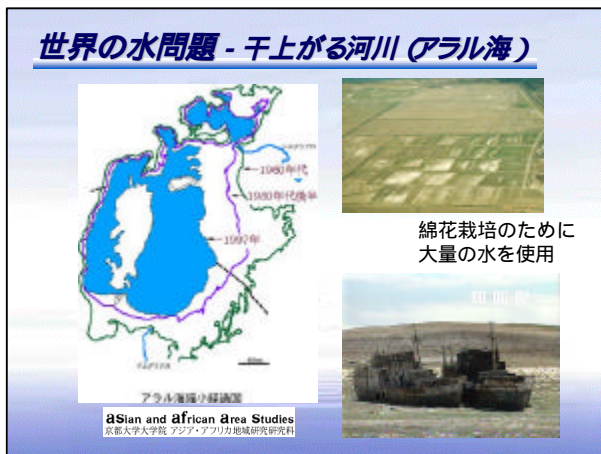 世界の水問題 - 干上がる河川 (アラル海)
1960年代
1980年代後半
1997年
アラル海縮小経過図
asian and african area studies
京都大学大学院 アジア・アフリカ地域研究研究科
綿花栽培のために
大量の水を使用